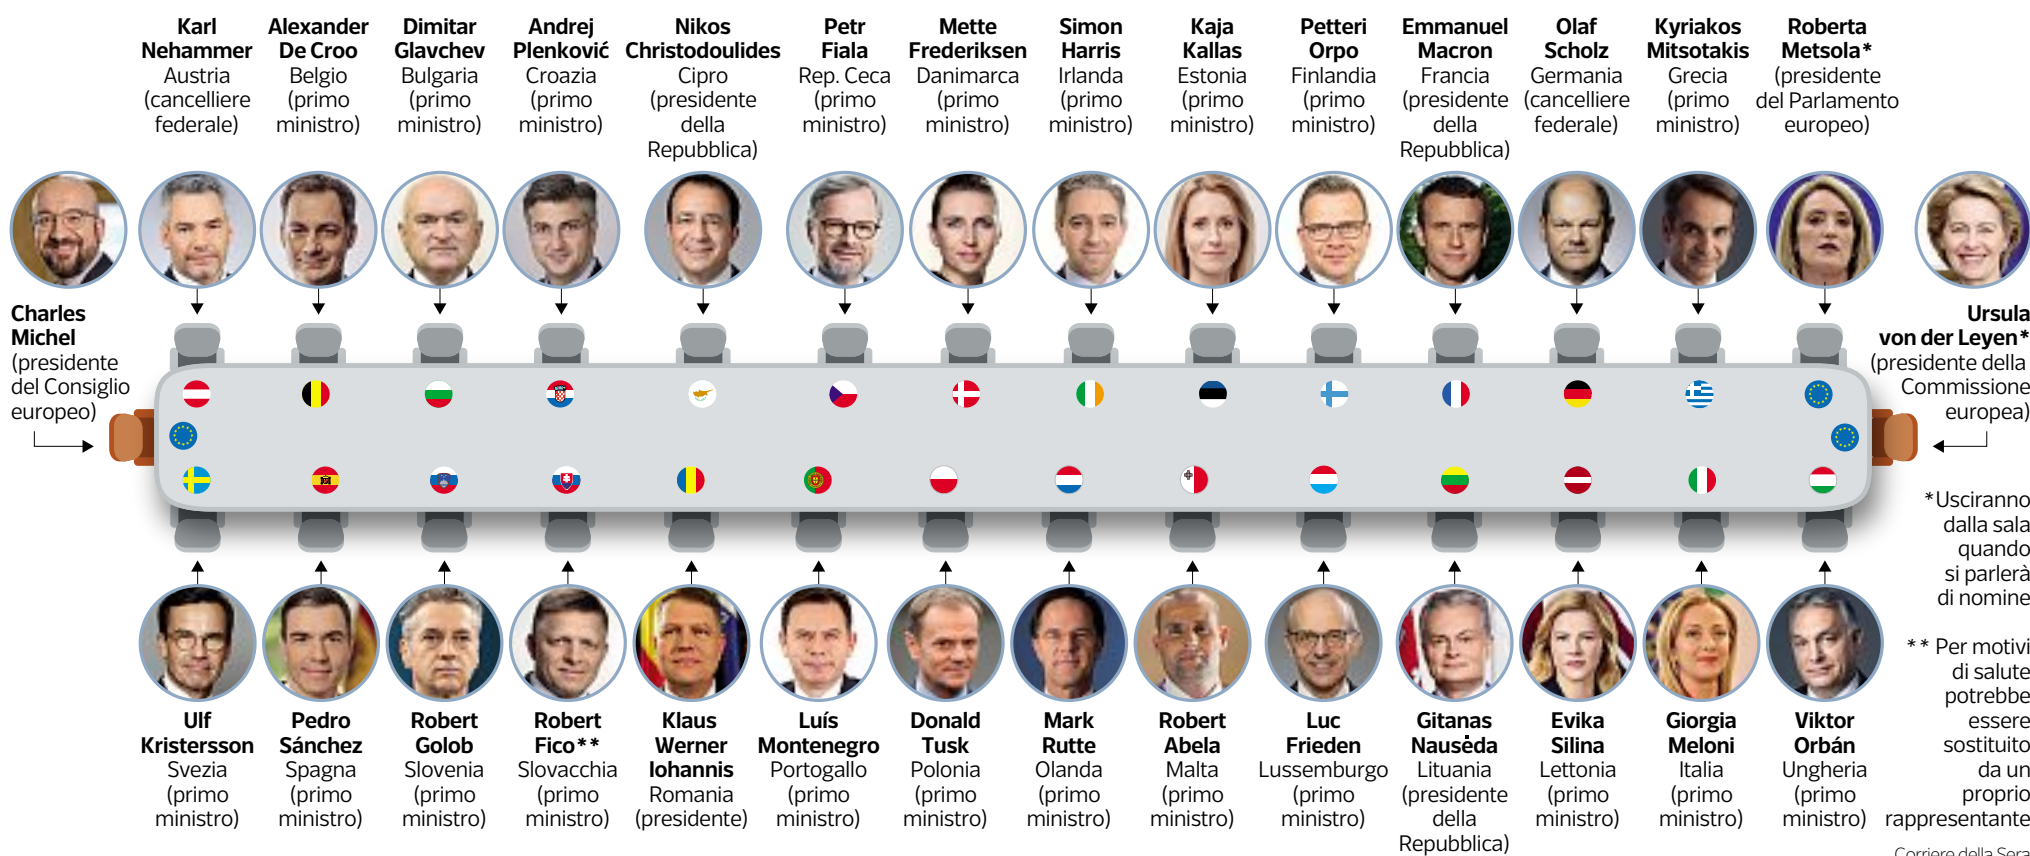 Karl
Nehammer
Austria
(cancelliere
federale)
Alexander
De Croo
Belgio
(primo
ministro)
Dimitar
Glavchev
Bulgaria
(primo
ministro)
Andrej
Plenković
Croazia
(primo
ministro)
Nikos
Christodoulides
Cipro
(presidente
della
Repubblica)
Petr
Fiala
Rep. Ceca
(primo
ministro)
Mette
Frederiksen
Danimarca
(primo
ministro)
Simon
Harris
Irlanda
(primo
ministro)
Kaja
Kallas
Estonia
(primo
ministro)
Petteri
Orpo
Finlandia
(primo
ministro)
Emmanuel
Macron
Francia
(presidente
della
Repubblica)
Olaf
Scholz
Germania
(cancelliere
federale)
Kyriakos
Mitsotakis
Grecia
(primo
ministro)
Roberta
Metsola*
(presidente
del Parlamento
europeo)
Charles
Michel
(presidente
del Consiglio
europeo)
Ursula
von der Leyen*
(presidente della
Commissione
europea)
Ulf
Kristersson
Svezia
(primo
ministro)
Pedro
Sánchez
Spagna
(primo
ministro)
Robert
Golob
Slovenia
(primo
ministro)
Robert
Fico**
Slovacchia
(primo
ministro)
Klaus
Werner
Iohannis
Romania
(presidente)
Luís
Montenegro
Portogallo
(primo
ministro)
Donald
Tusk
Polonia
(primo
ministro)
Mark
Rutte
Olanda
(primo
ministro)
Robert
Abela
Malta
(primo
ministro)
Luc
Frieden
Lussemburgo
(primo
ministro)
Gitanas
Nausėda
Lituania
(presidente
della
Repubblica)
Evika
Silina
Lettonia
(primo
ministro)
Giorgia
Meloni
Italia
(primo
ministro)
Viktor
Orbán
Ungheria
(primo
ministro)
*Usciranno
dalla sala
quando
si parlerà
di nomine
** Per motivi
di salute
potrebbe
essere
sostituito
da un
proprio
rappresentante
Corriere della Sera